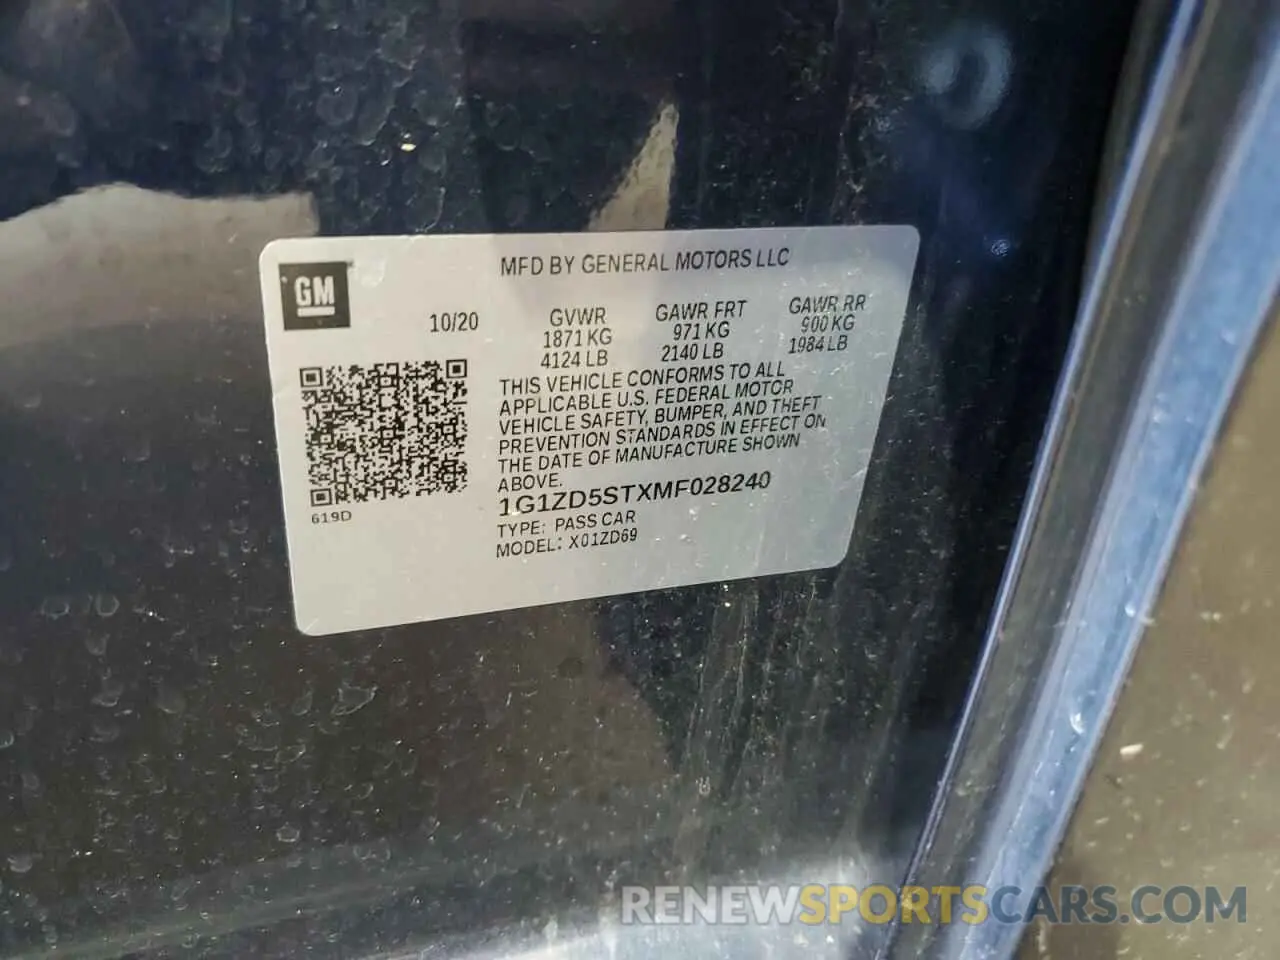 MFD BY GENERAL MOTORS LLC
GM
10/20
GVWR GAWR FRT GAWR RR
1871 KG 971 KG 900 KG
4124 LB 2140 LB 1984 LB
THIS VEHICLE CONFORMS TO ALL
APPLICABLE U.S. FEDERAL MOTOR
VEHICLE SAFETY, BUMPER, AND THEFT
PREVENTION STANDARDS IN EFFECT ON
THE DATE OF MANUFACTURE SHOWN
ABOVE.
1G1ZD5STXMF028240
619D
TYPE: PASS CAR
MODEL: X01ZD69
RENEWSPORTSCARS.COM